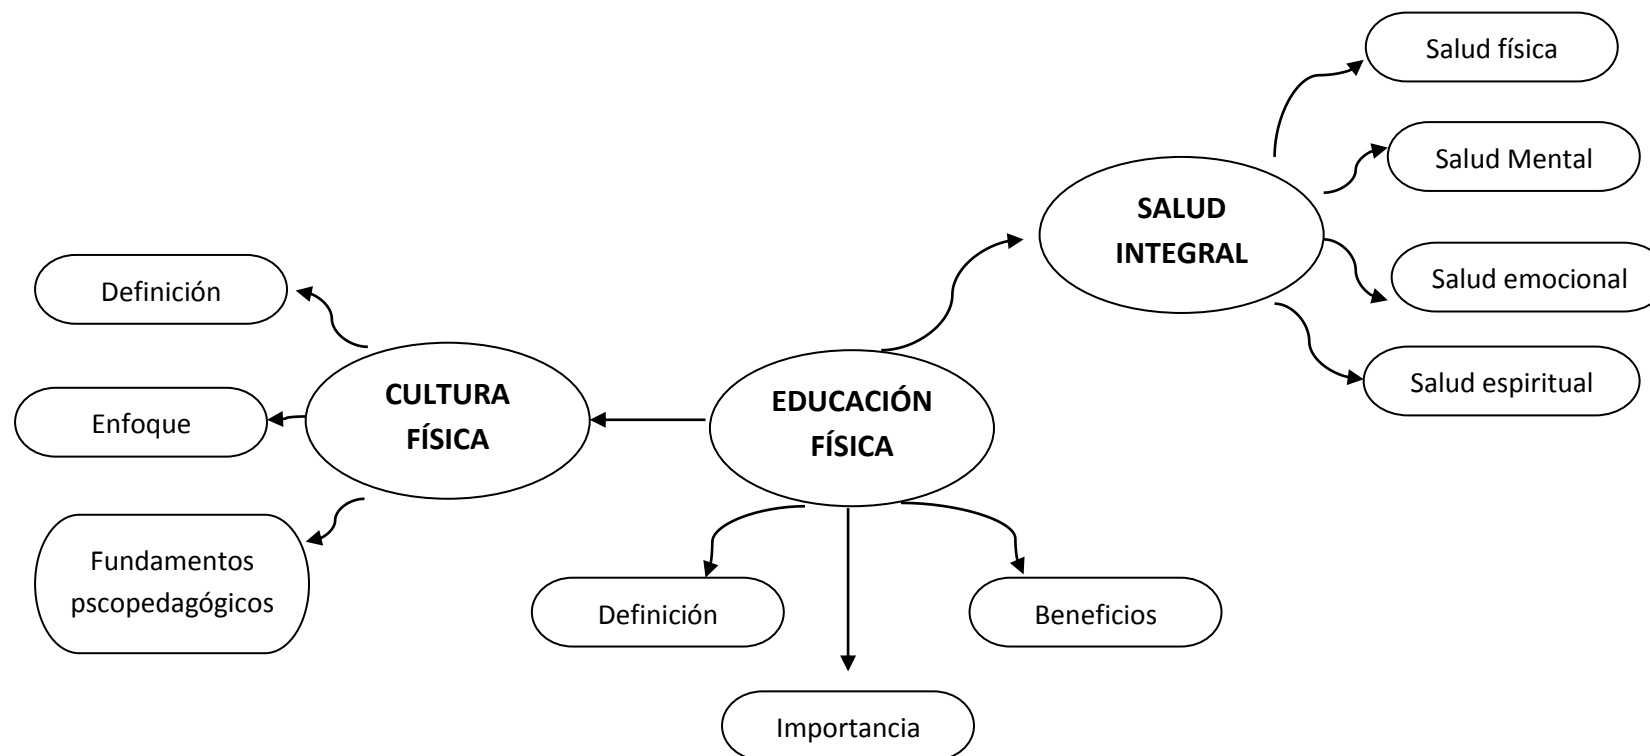 Salud física
Salud Mental
SALUD
INTEGRAL
Salud emocional
Salud espiritual
Definición
CULTURA
FÍSICA
Enfoque
Fundamentos
pscopedagógicos
EDUCACIÓN
FÍSICA
Definición
Beneficios
Importancia